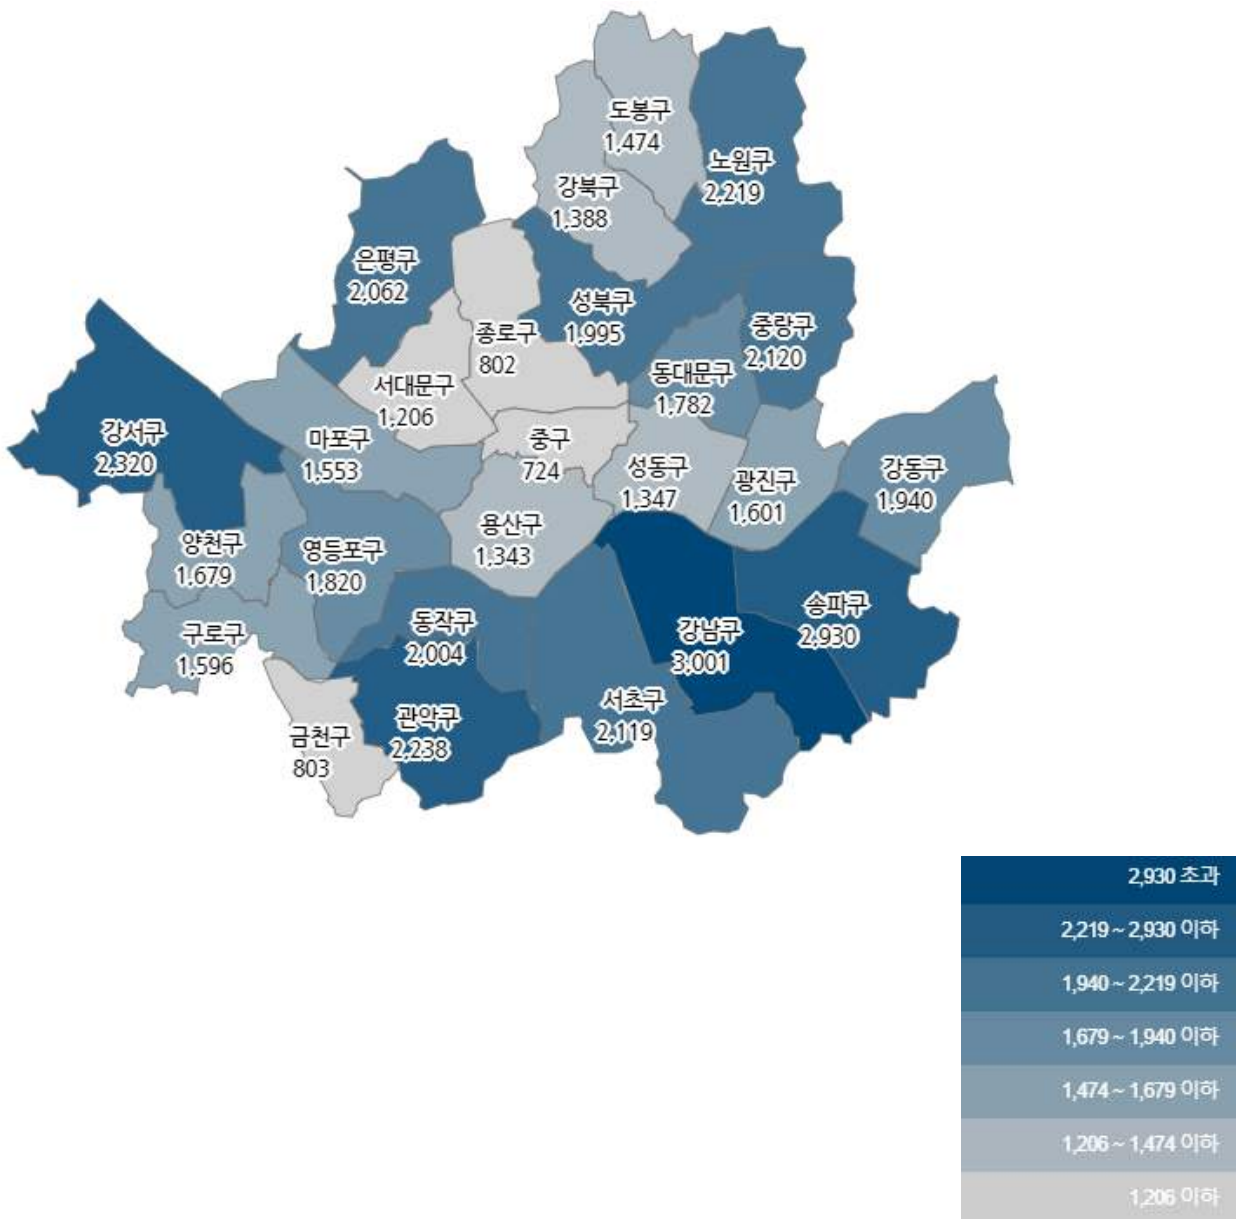 도봉구
1,474
노원구
2,219
강북구
1,388
은평구
2,062
성북구
1,995
중랑구
2,120
종로구
802
동대문구
1,782
서대문구
1,206
강서구
2,320
마포구
1,553
중구
724
성동구
1,347
광진구
1,601
강동구
1,940
용산구
1,343
양천구
1,679
영등포구
1,820
송파구
2,930
동작구
2,004
강남구
3,001
구로구
1,596
서초구
2,119
관악구
2,238
금천구
803
2,930 초과
2,219 ~ 2,930 이하
1,940 ~ 2,219 이하
1,679 ~ 1,940 이하
1,474 ~ 1,679 이하
1,206 ~ 1,474 이하
1,206 이하